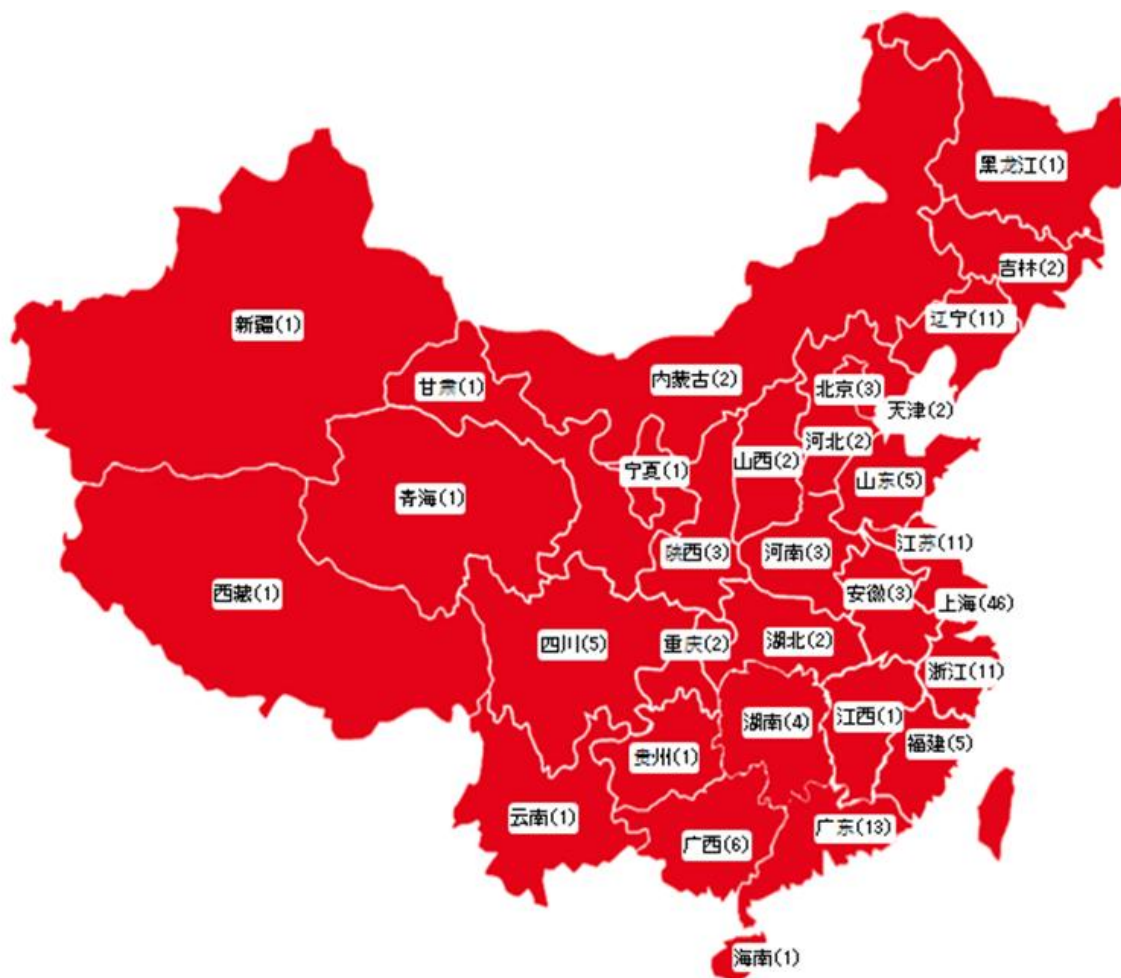 黑龙江(1)
吉林(2)
辽宁(11)
新疆(1)
内蒙古(2)
甘肃(1)
北京(3)
天津(2)
河北(2)
山西(2)
宁夏(1)
山东(5)
青海(1)
江苏(11)
陕西(3)
河南(3)
西藏(1)
安徽(3)
上海(46)
四川(5)
重庆(2)
湖北(2)
浙江(11)
江西(1)
湖南(4)
福建(5)
贵州(1)
云南(1)
广东(13)
广西(6)
海南(1)